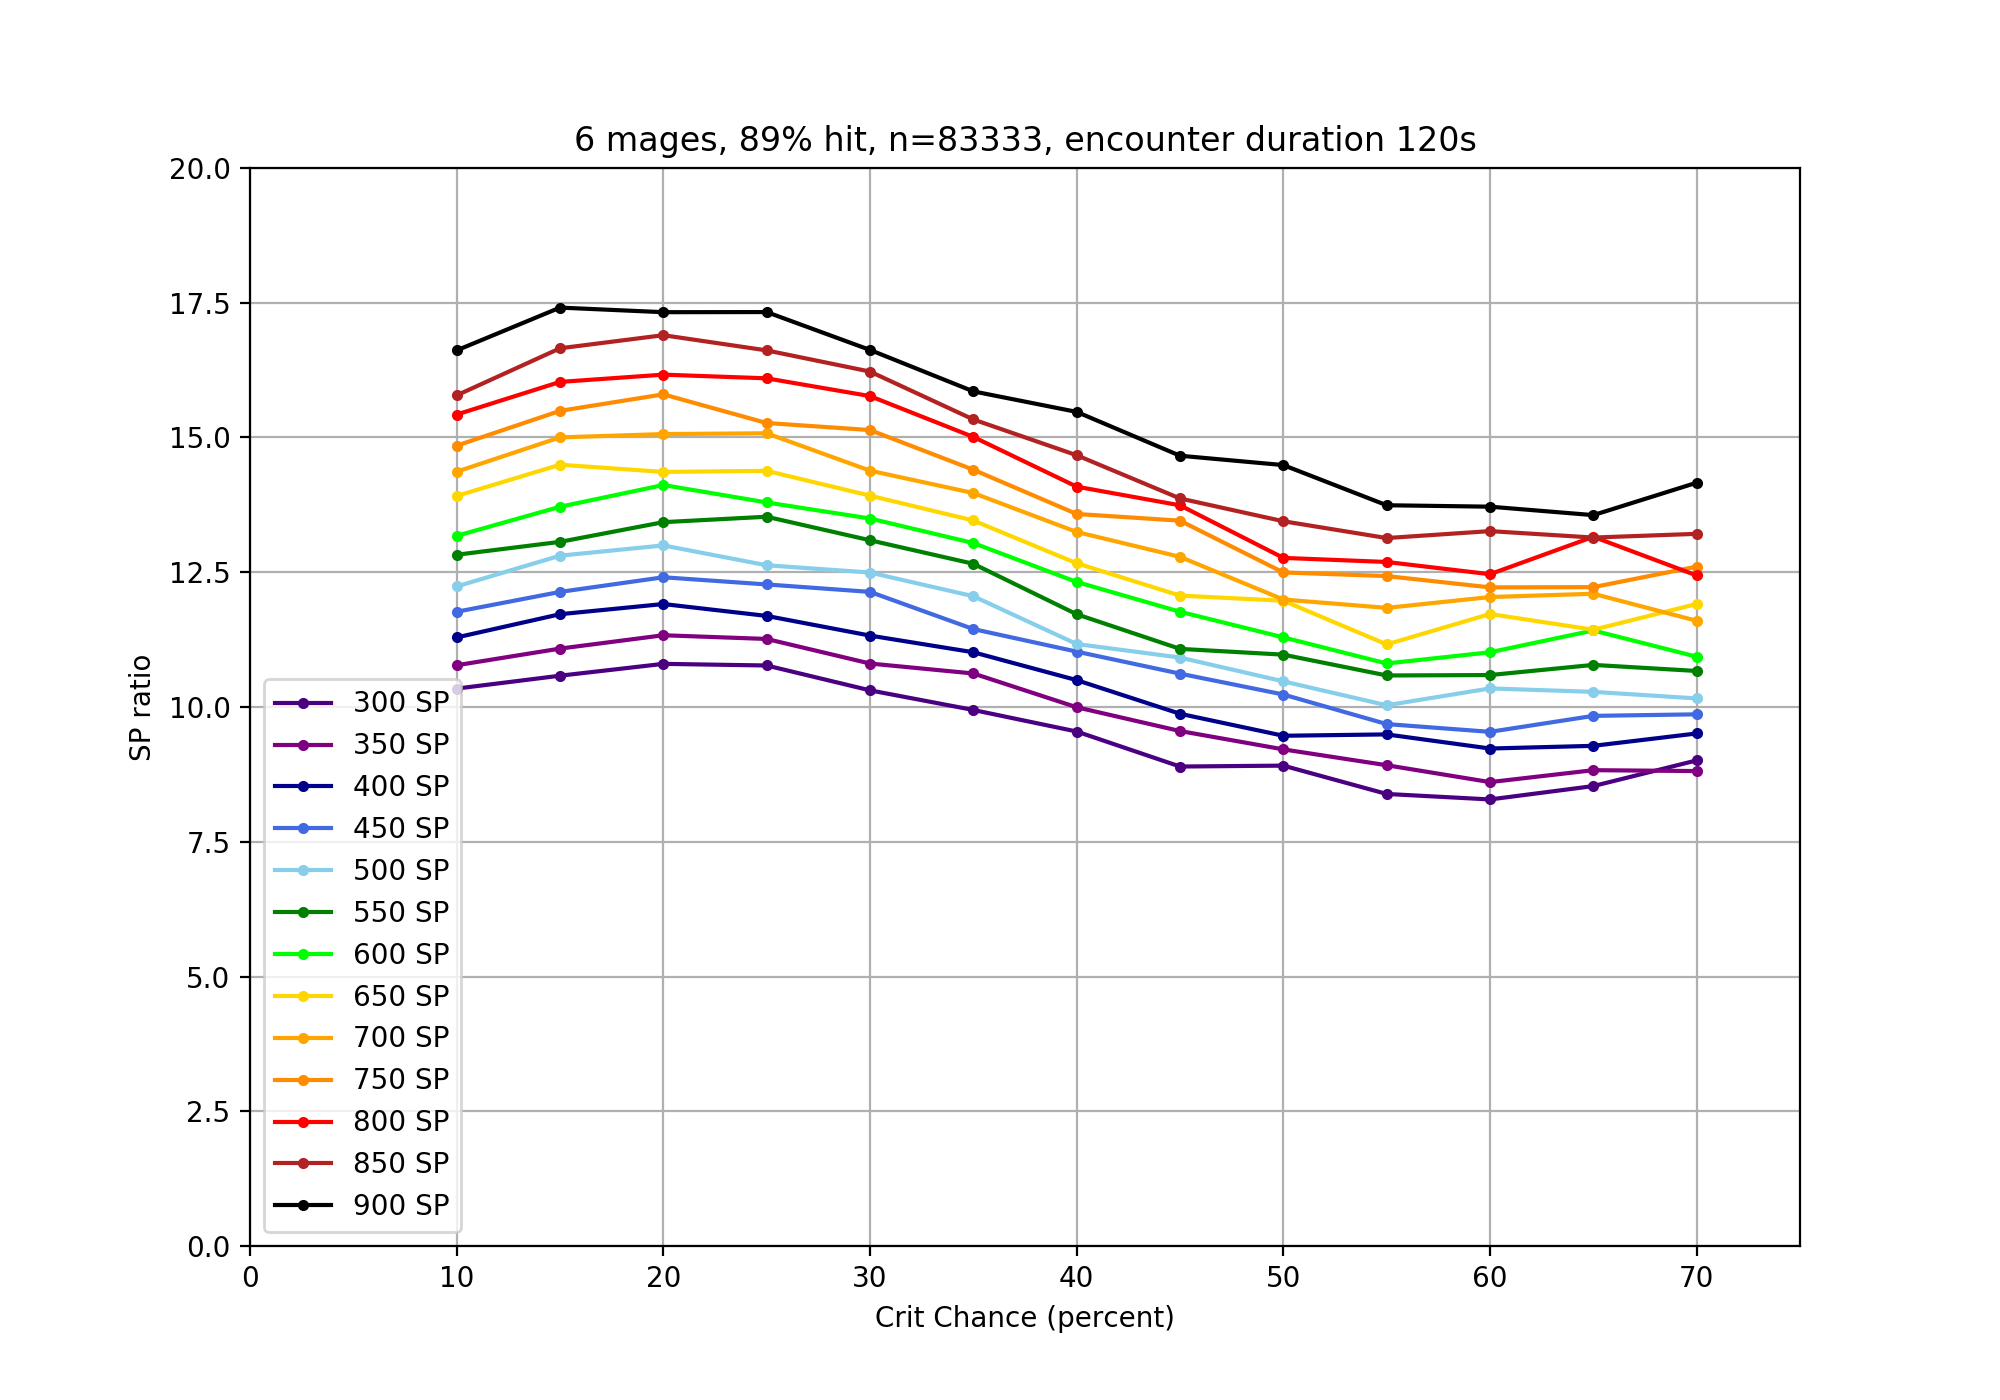 6 mages, 89% hit, n=83333, encounter duration 120s
20.0
17.5
15.0
12.5
10.0
7.5
5.0
2.5
0.0
SP ratio
300 SP
350 SP
400 SP
450 SP
500 SP
550 SP
600 SP
650 SP
700 SP
750 SP
800 SP
850 SP
900 SP
0 10 20 30 40 50 60 70
Crit Chance (percent)